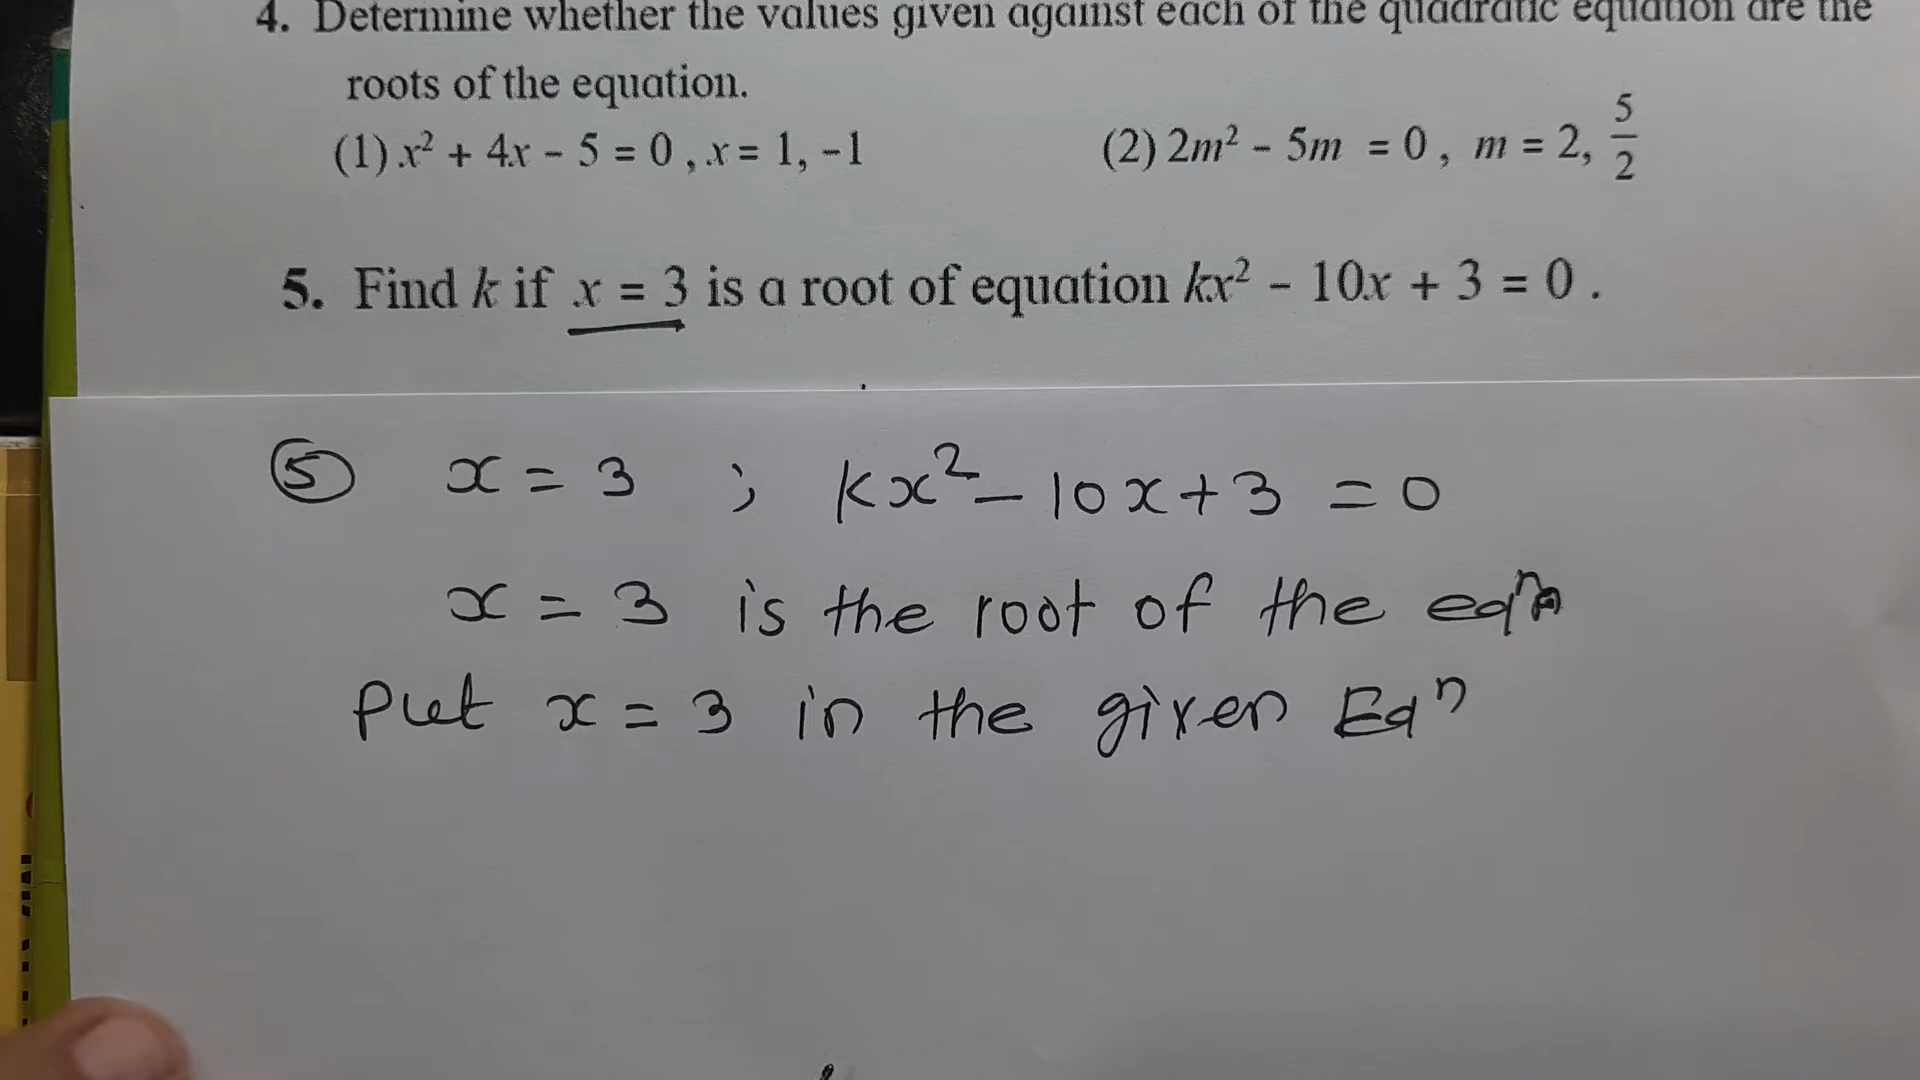 4. Determine whether the values given against each of the quadratic equation are the
roots of the equation.
(1) x² + 4x – 5 = 0 , x = 1, –1 (2) 2m² – 5m = 0 , m = 2, 5/2
5. Find k if x = 3 is a root of equation kx² – 10x + 3 = 0 .
⑤ x = 3 ; kx² – 10x + 3 = 0
x = 3 is the root of the eqⁿ
Put x = 3 in the given Eqⁿ